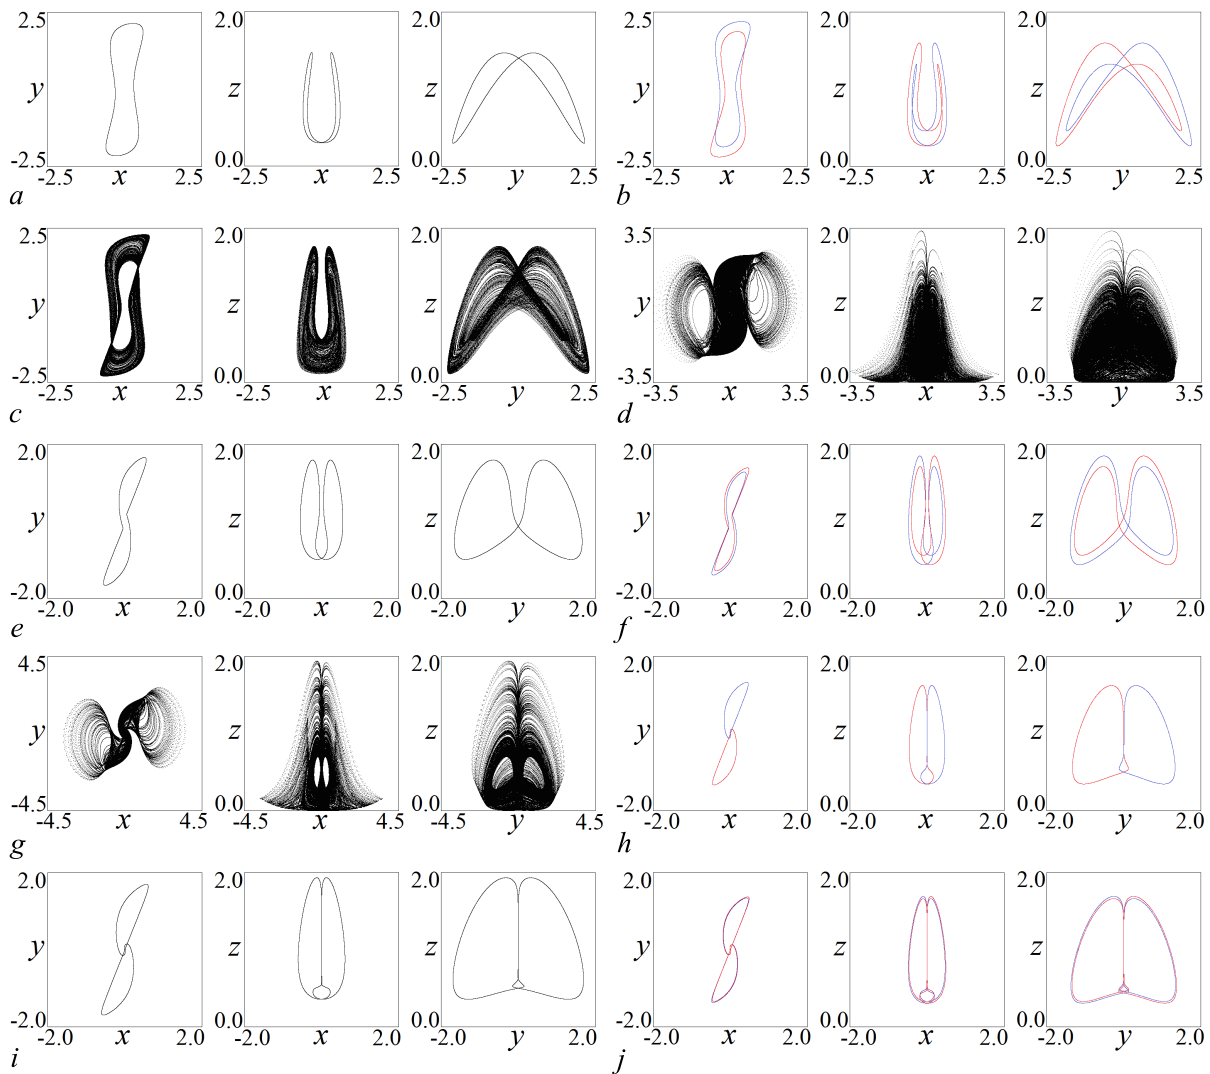 2.5 2.0 2.0 2.5 2.0 2.0
y z z y z z
-2.5 0.0 0.0 -2.5 0.0 0.0
-2.5 x 2.5 -2.5 x 2.5 -2.5 y 2.5 -2.5 x 2.5 -2.5 x 2.5 -2.5 y 2.5
a b
2.5 2.0 2.0 3.5 2.0 2.0
y z z y z z
-2.5 0.0 0.0 -3.5 0.0 0.0
-2.5 x 2.5 -2.5 x 2.5 -2.5 y 2.5 -3.5 x 3.5 -3.5 x 3.5 -3.5 y 3.5
c d
2.0 2.0 2.0 2.0 2.0 2.0
y z z y z z
-2.0 0.0 0.0 -2.0 0.0 0.0
-2.0 x 2.0 -2.0 x 2.0 -2.0 y 2.0 -2.0 x 2.0 -2.0 x 2.0 -2.0 y 2.0
e f
4.5 2.0 2.0 2.0 2.0 2.0
y z z y z z
-4.5 0.0 0.0 -2.0 0.0 0.0
-4.5 x 4.5 -4.5 x 4.5 -4.5 y 4.5 -2.0 x 2.0 -2.0 x 2.0 -2.0 y 2.0
g h
2.0 2.0 2.0 2.0 2.0 2.0
y z z y z z
-2.0 0.0 0.0 -2.0 0.0 0.0
-2.0 x 2.0 -2.0 x 2.0 -2.0 y 2.0 -2.0 x 2.0 -2.0 x 2.0 -2.0 y 2.0
i j